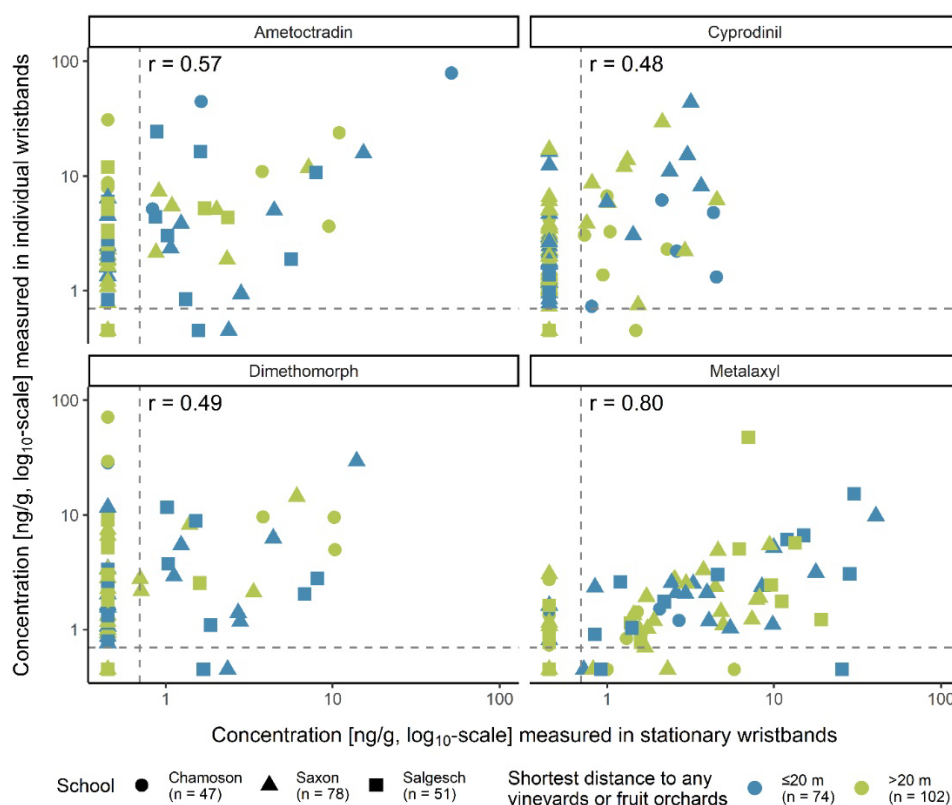 Ametoctradin
Cyprodinil
r = 0.57
r = 0.48
100
10
1
Dimethomorph
Metalaxyl
r = 0.49
r = 0.80
100
10
1
1 10 100
1 10 100
Concentration [ng/g, log₁₀-scale] measured in individual wristbands
Concentration [ng/g, log₁₀-scale] measured in stationary wristbands
School
Chamoson
(n = 47)
Saxon
(n = 78)
Salgesch
(n = 51)
Shortest distance to any
vineyards or fruit orchards
≤20 m
(n = 74)
>20 m
(n = 102)